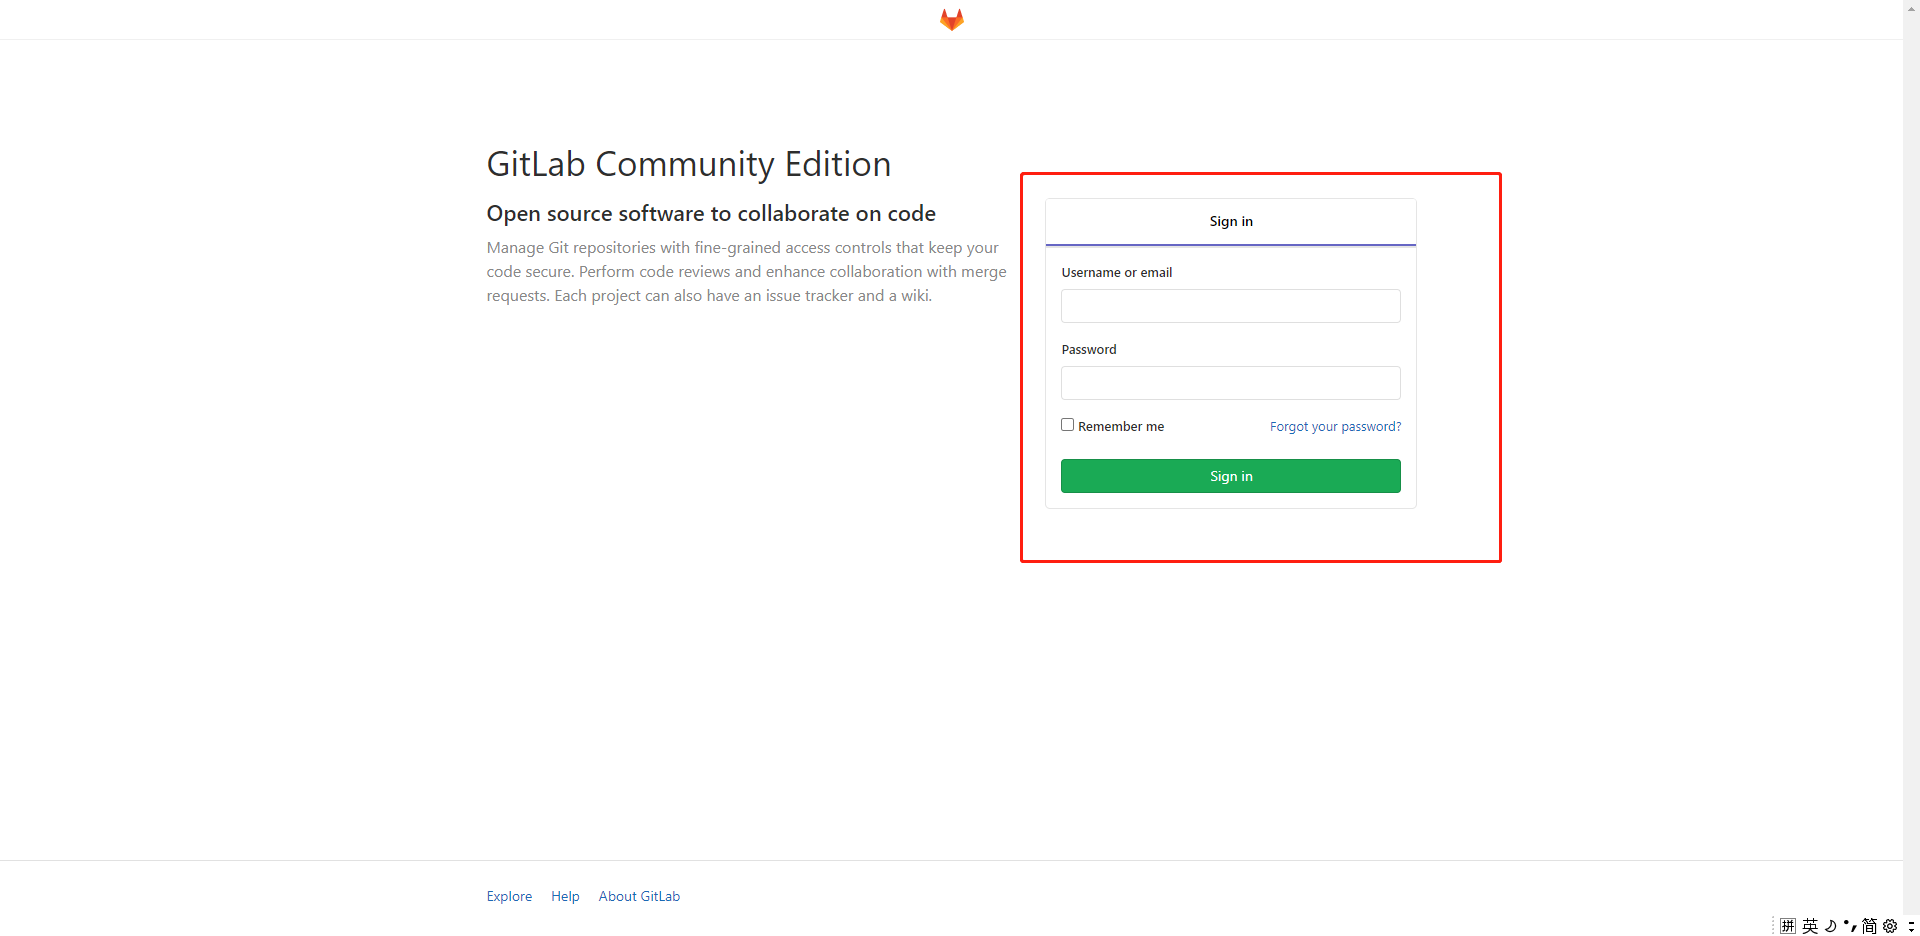 GitLab Community Edition
Open source software to collaborate on code
Manage Git repositories with fine-grained access controls that keep your
code secure. Perform code reviews and enhance collaboration with merge
requests. Each project can also have an issue tracker and a wiki.
Sign in
Username or email
Password
Remember me
Forgot your password?
Sign in
Explore
Help
About GitLab
拼 英 简